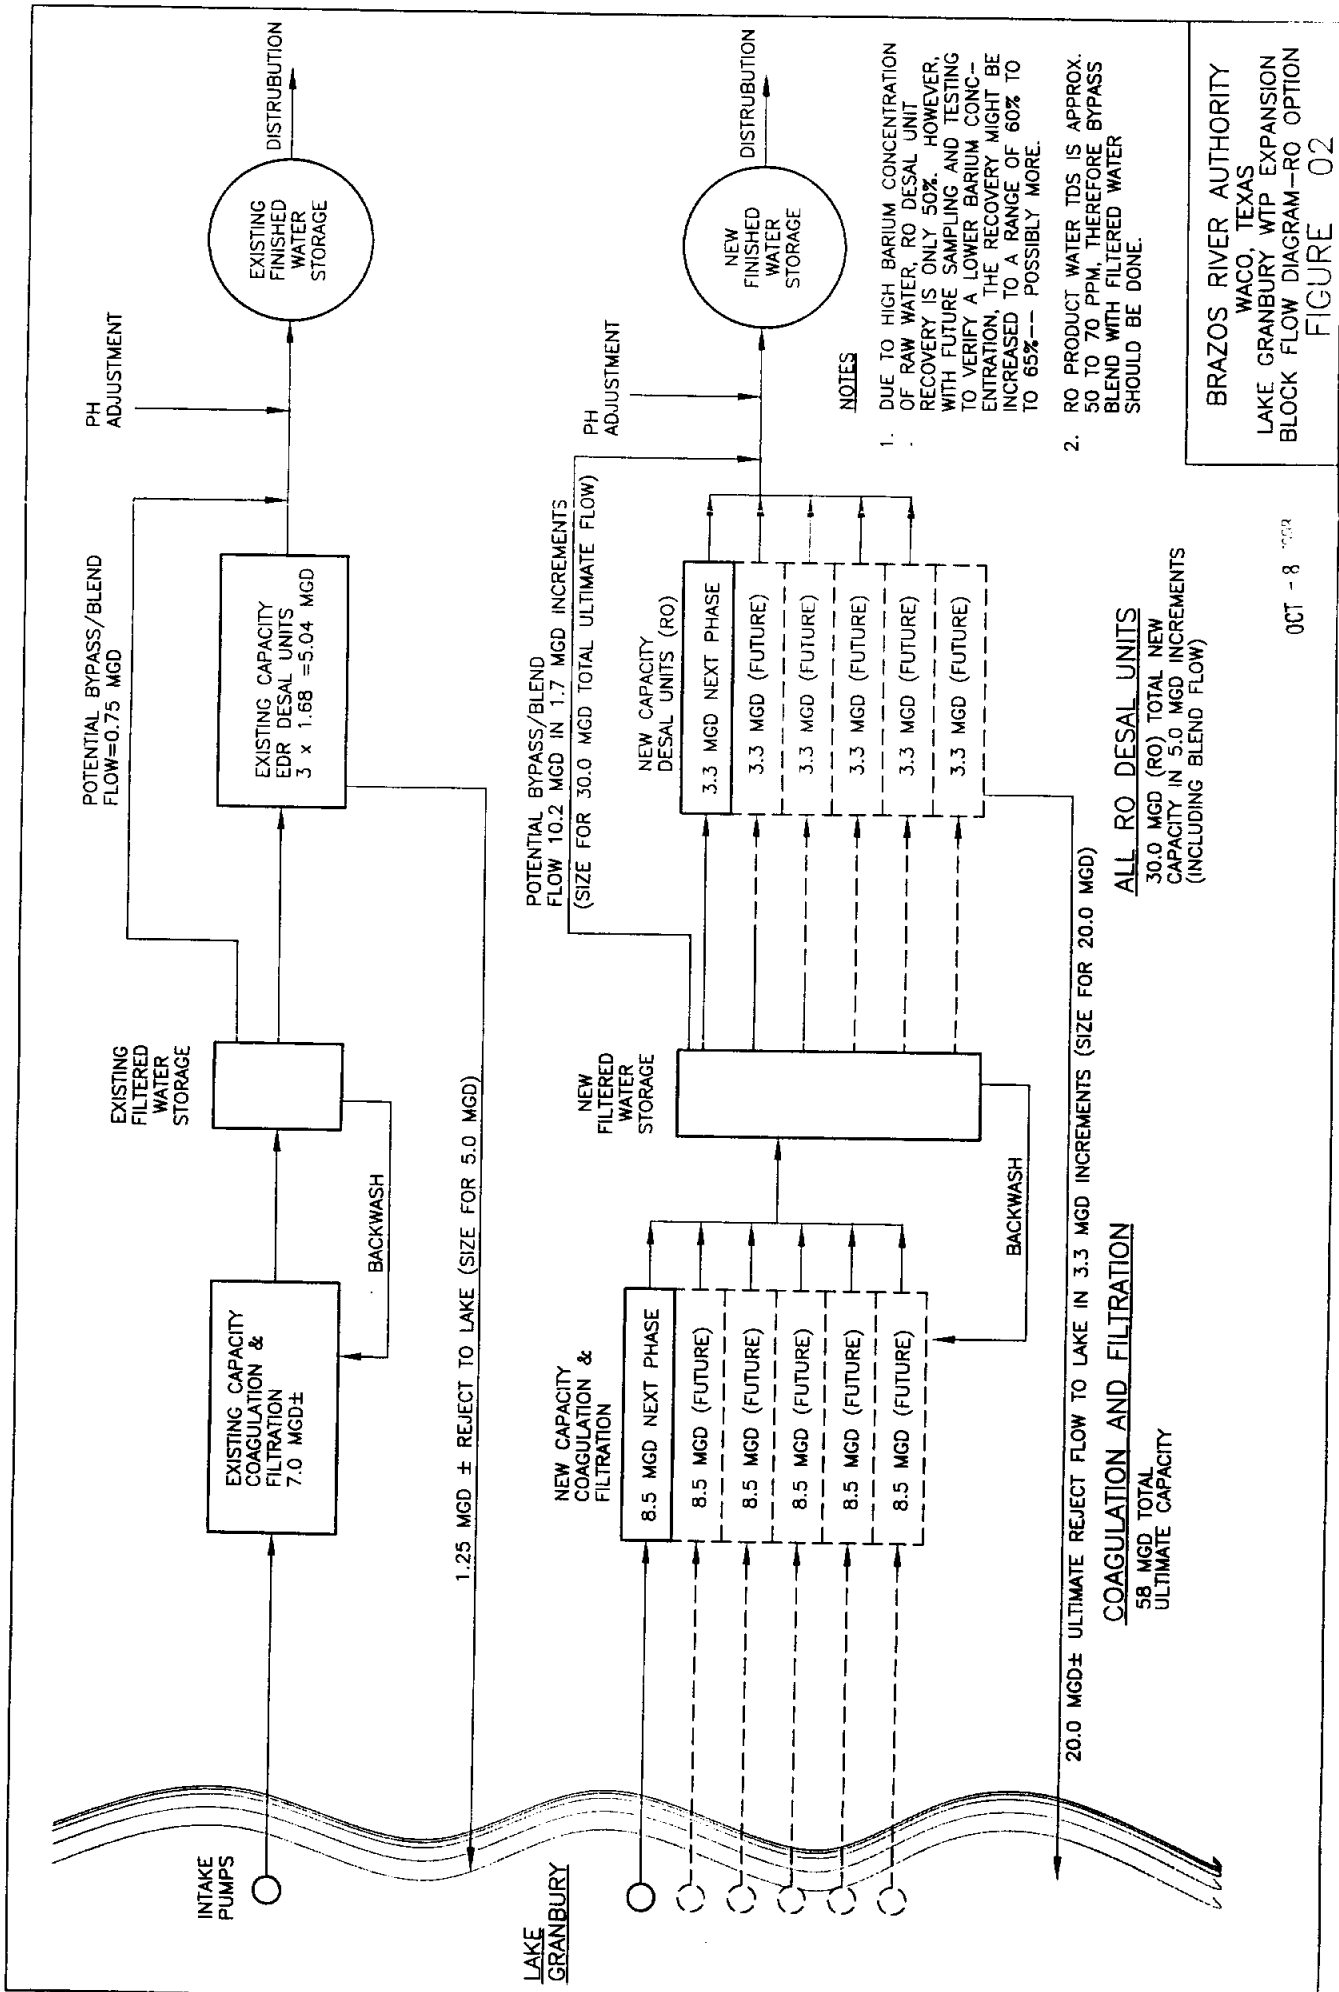 INTAKE
PUMPS
EXISTING CAPACITY
COAGULATION &
FILTRATION
7.0 MGD±
BACKWASH
EXISTING
FILTERED
WATER
STORAGE
POTENTIAL BYPASS/BLEND
FLOW=0.75 MGD
EXISTING CAPACITY
EDR DESAL UNITS
3 x 1.68 =5.04 MGD
PH
ADJUSTMENT
EXISTING
FINISHED
WATER
STORAGE
DISTRUBUTION
1.25 MGD ± REJECT TO LAKE (SIZE FOR 5.0 MGD)
LAKE
GRANBURY
NEW CAPACITY
COAGULATION &
FILTRATION
8.5 MGD NEXT PHASE
8.5 MGD (FUTURE)
8.5 MGD (FUTURE)
8.5 MGD (FUTURE)
8.5 MGD (FUTURE)
8.5 MGD (FUTURE)
BACKWASH
NEW
FILTERED
WATER
STORAGE
POTENTIAL BYPASS/BLEND
FLOW 10.2 MGD IN 1.7 MGD INCREMENTS
(SIZE FOR 30.0 MGD TOTAL ULTIMATE FLOW)
NEW CAPACITY
DESAL UNITS (RO)
3.3 MGD NEXT PHASE
3.3 MGD (FUTURE)
3.3 MGD (FUTURE)
3.3 MGD (FUTURE)
3.3 MGD (FUTURE)
3.3 MGD (FUTURE)
PH
ADJUSTMENT
NEW
FINISHED
WATER
STORAGE
DISTRUBUTION
20.0 MGD± ULTIMATE REJECT FLOW TO LAKE IN 3.3 MGD INCREMENTS (SIZE FOR 20.0 MGD)
COAGULATION AND FILTRATION
58 MGD TOTAL
ULTIMATE CAPACITY
ALL RO DESAL UNITS
30.0 MGD (RO) TOTAL NEW
CAPACITY IN 5.0 MGD INCREMENTS
(INCLUDING BLEND FLOW)
NOTES
1. DUE TO HIGH BARIUM CONCENTRATION
OF RAW WATER, RO DESAL UNIT
RECOVERY IS ONLY 50%. HOWEVER,
WITH FUTURE SAMPLING AND TESTING
TO VERIFY A LOWER BARIUM CONC-
ENTRATION, THE RECOVERY MIGHT BE
INCREASED TO A RANGE OF 60% TO
TO 65%-- POSSIBLY MORE.
2. RO PRODUCT WATER TDS IS APPROX.
50 TO 70 PPM, THEREFORE BYPASS
BLEND WITH FILTERED WATER
SHOULD BE DONE.
OCT - 8
BRAZOS RIVER AUTHORITY
WACO, TEXAS
LAKE GRANBURY WTP EXPANSION
BLOCK FLOW DIAGRAM-RO OPTION
FIGURE 02